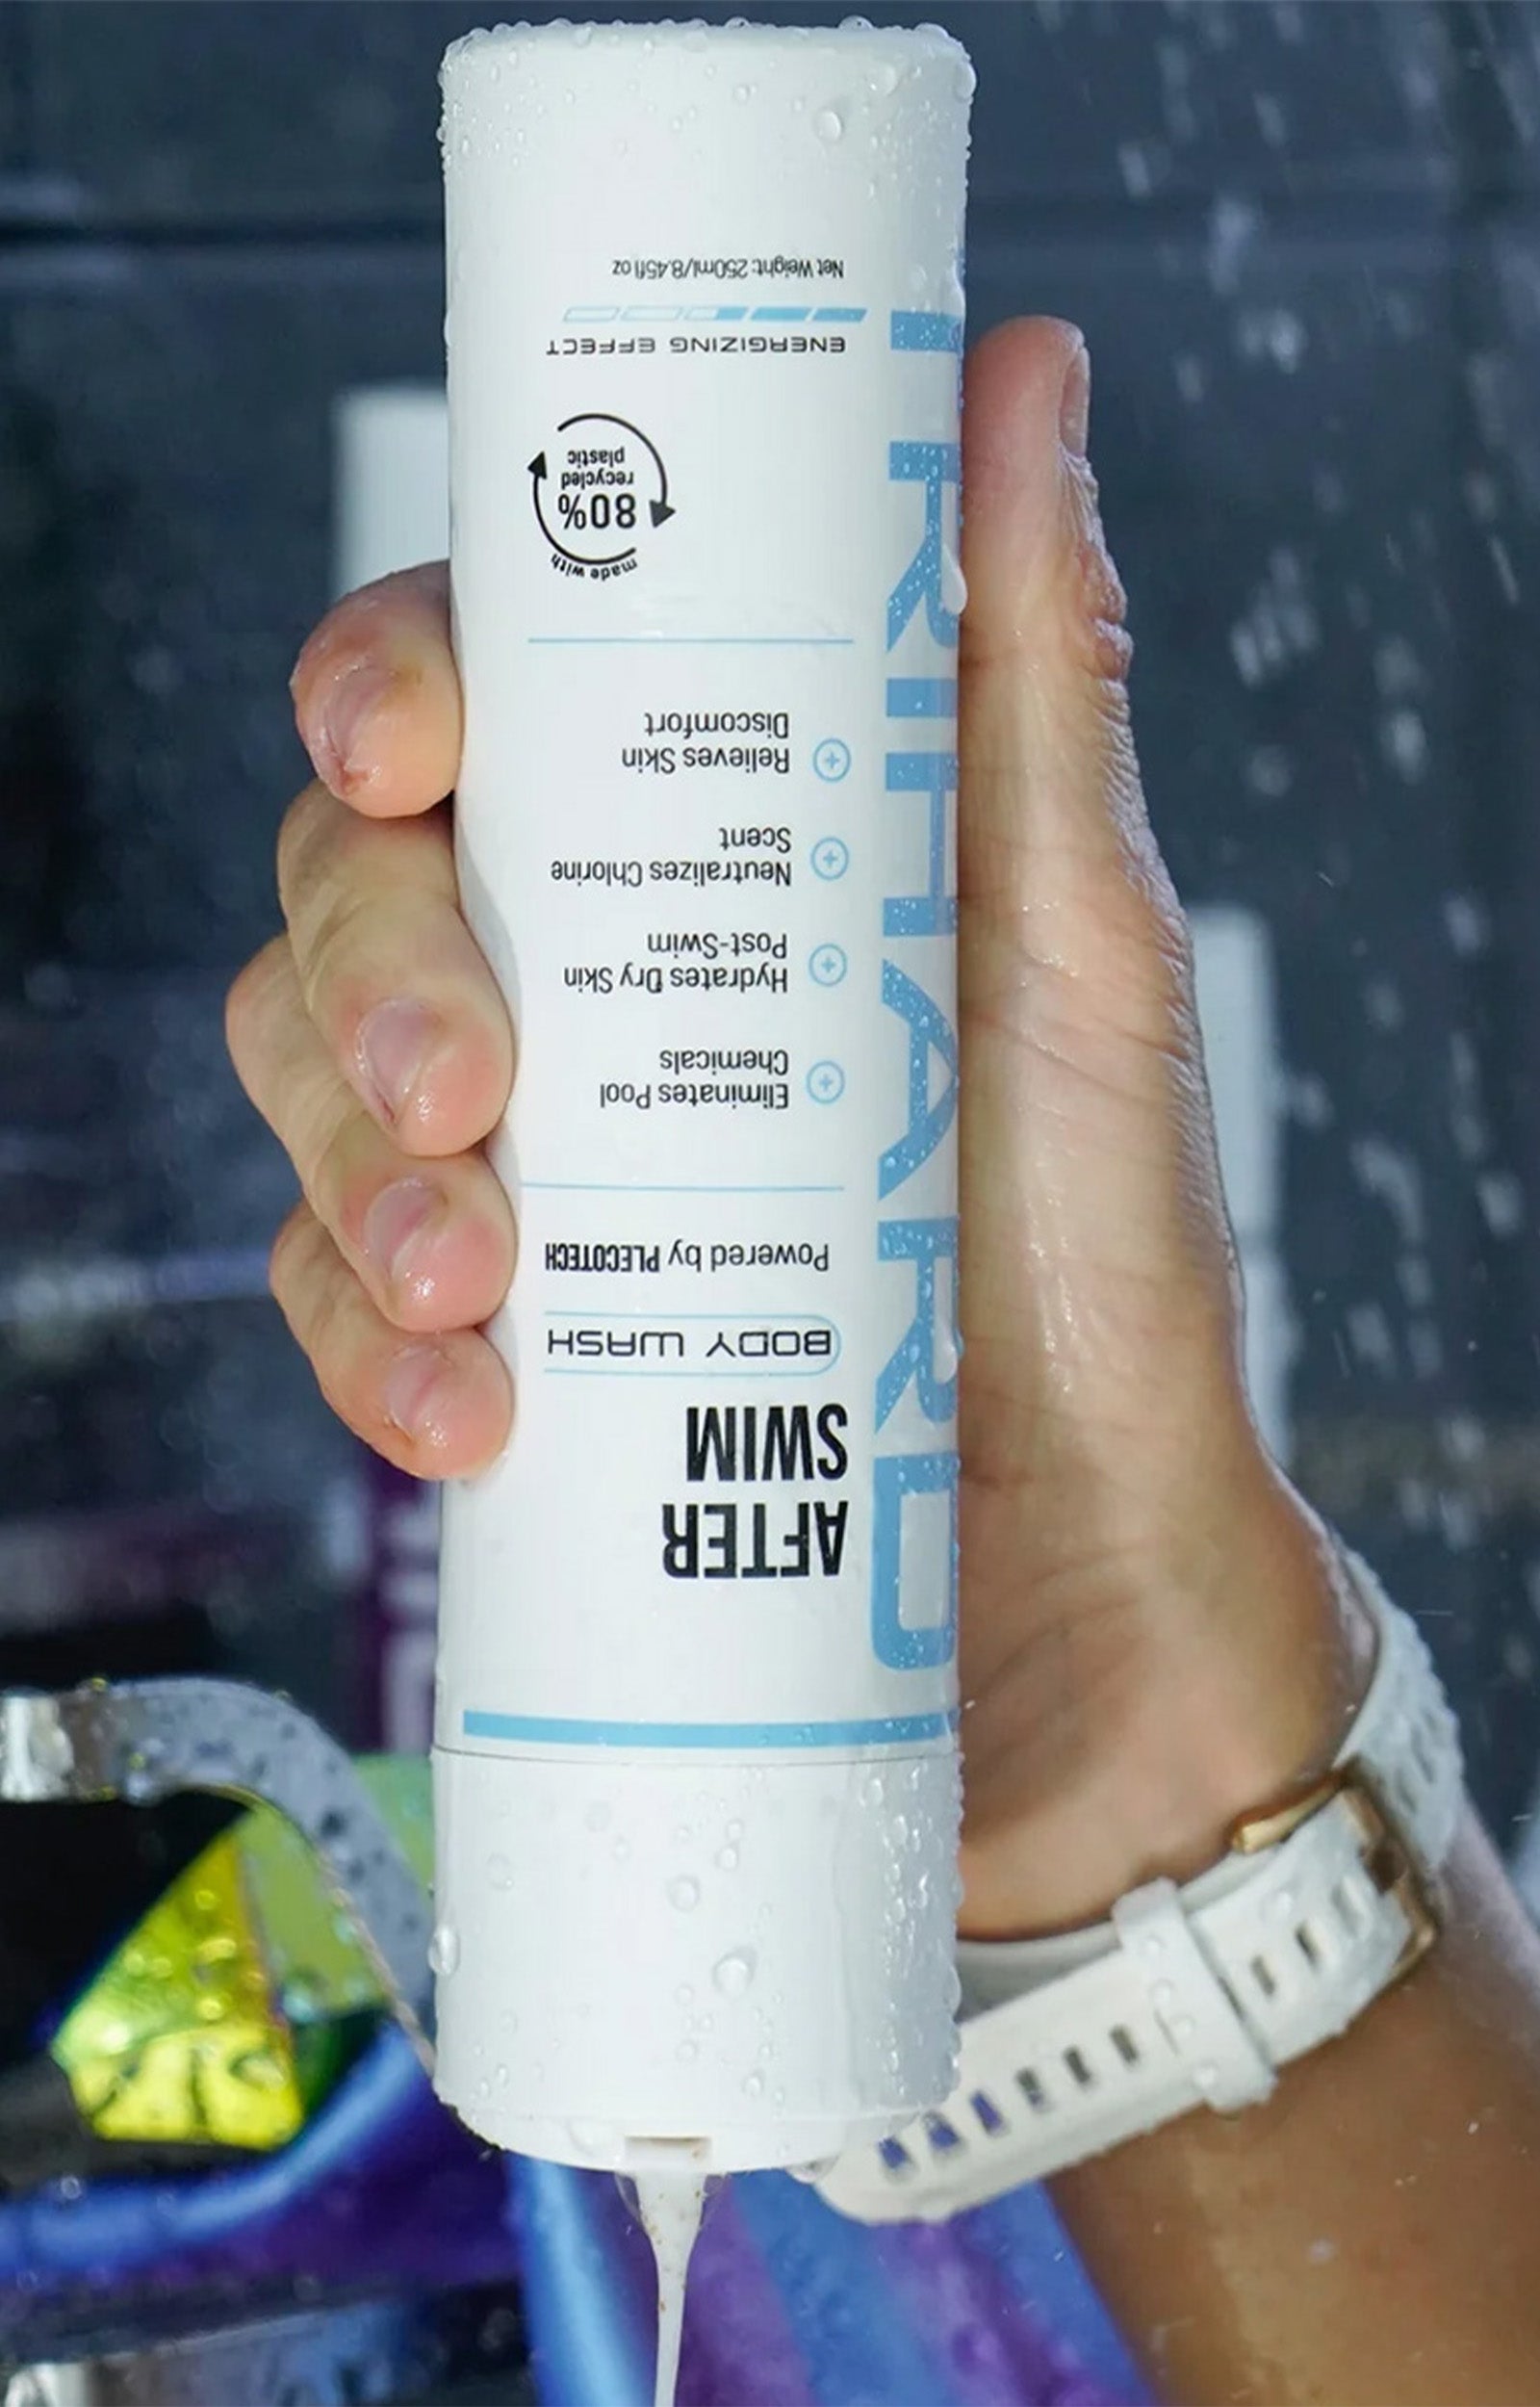 TRIHARD
AFTER
SWIM
BODY WASH
Powered by PLECOTECH
Eliminates Pool
Chemicals
Hydrates Dry Skin
Post-Swim
Neutralizes Chlorine
Scent
Relieves Skin
Discomfort
made with
80%
recycled
plastic
ENERGIZING EFFECT
Net Weight: 250ml/8.45fl oz